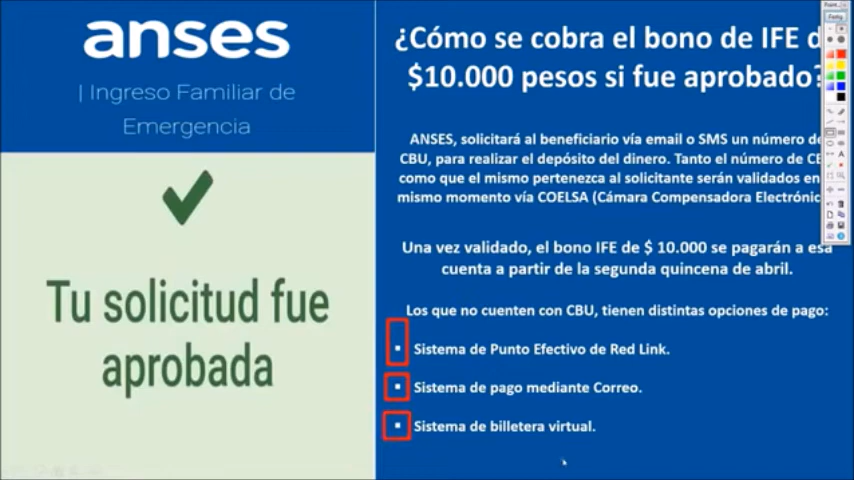 anses
| Ingreso Familiar de
Emergencia
Tu solicitud fue
aprobada
¿Cómo se cobra el bono de IFE d
$10.000 pesos si fue aprobado?
ANSES, solicitará al beneficiario vía email o SMS un número de
CBU, para realizar el depósito del dinero. Tanto el número de CB
como que el mismo pertenezca al solicitante serán validados en
mismo momento vía COELSA (Cámara Compensadora Electrónic
Una vez validado, el bono IFE de $ 10.000 se pagarán a esa
cuenta a partir de la segunda quincena de abril.
Los que no cuenten con CBU, tienen distintas opciones de pago:
▪ Sistema de Punto Efectivo de Red Link.
▪ Sistema de pago mediante Correo.
▪ Sistema de billetera virtual.